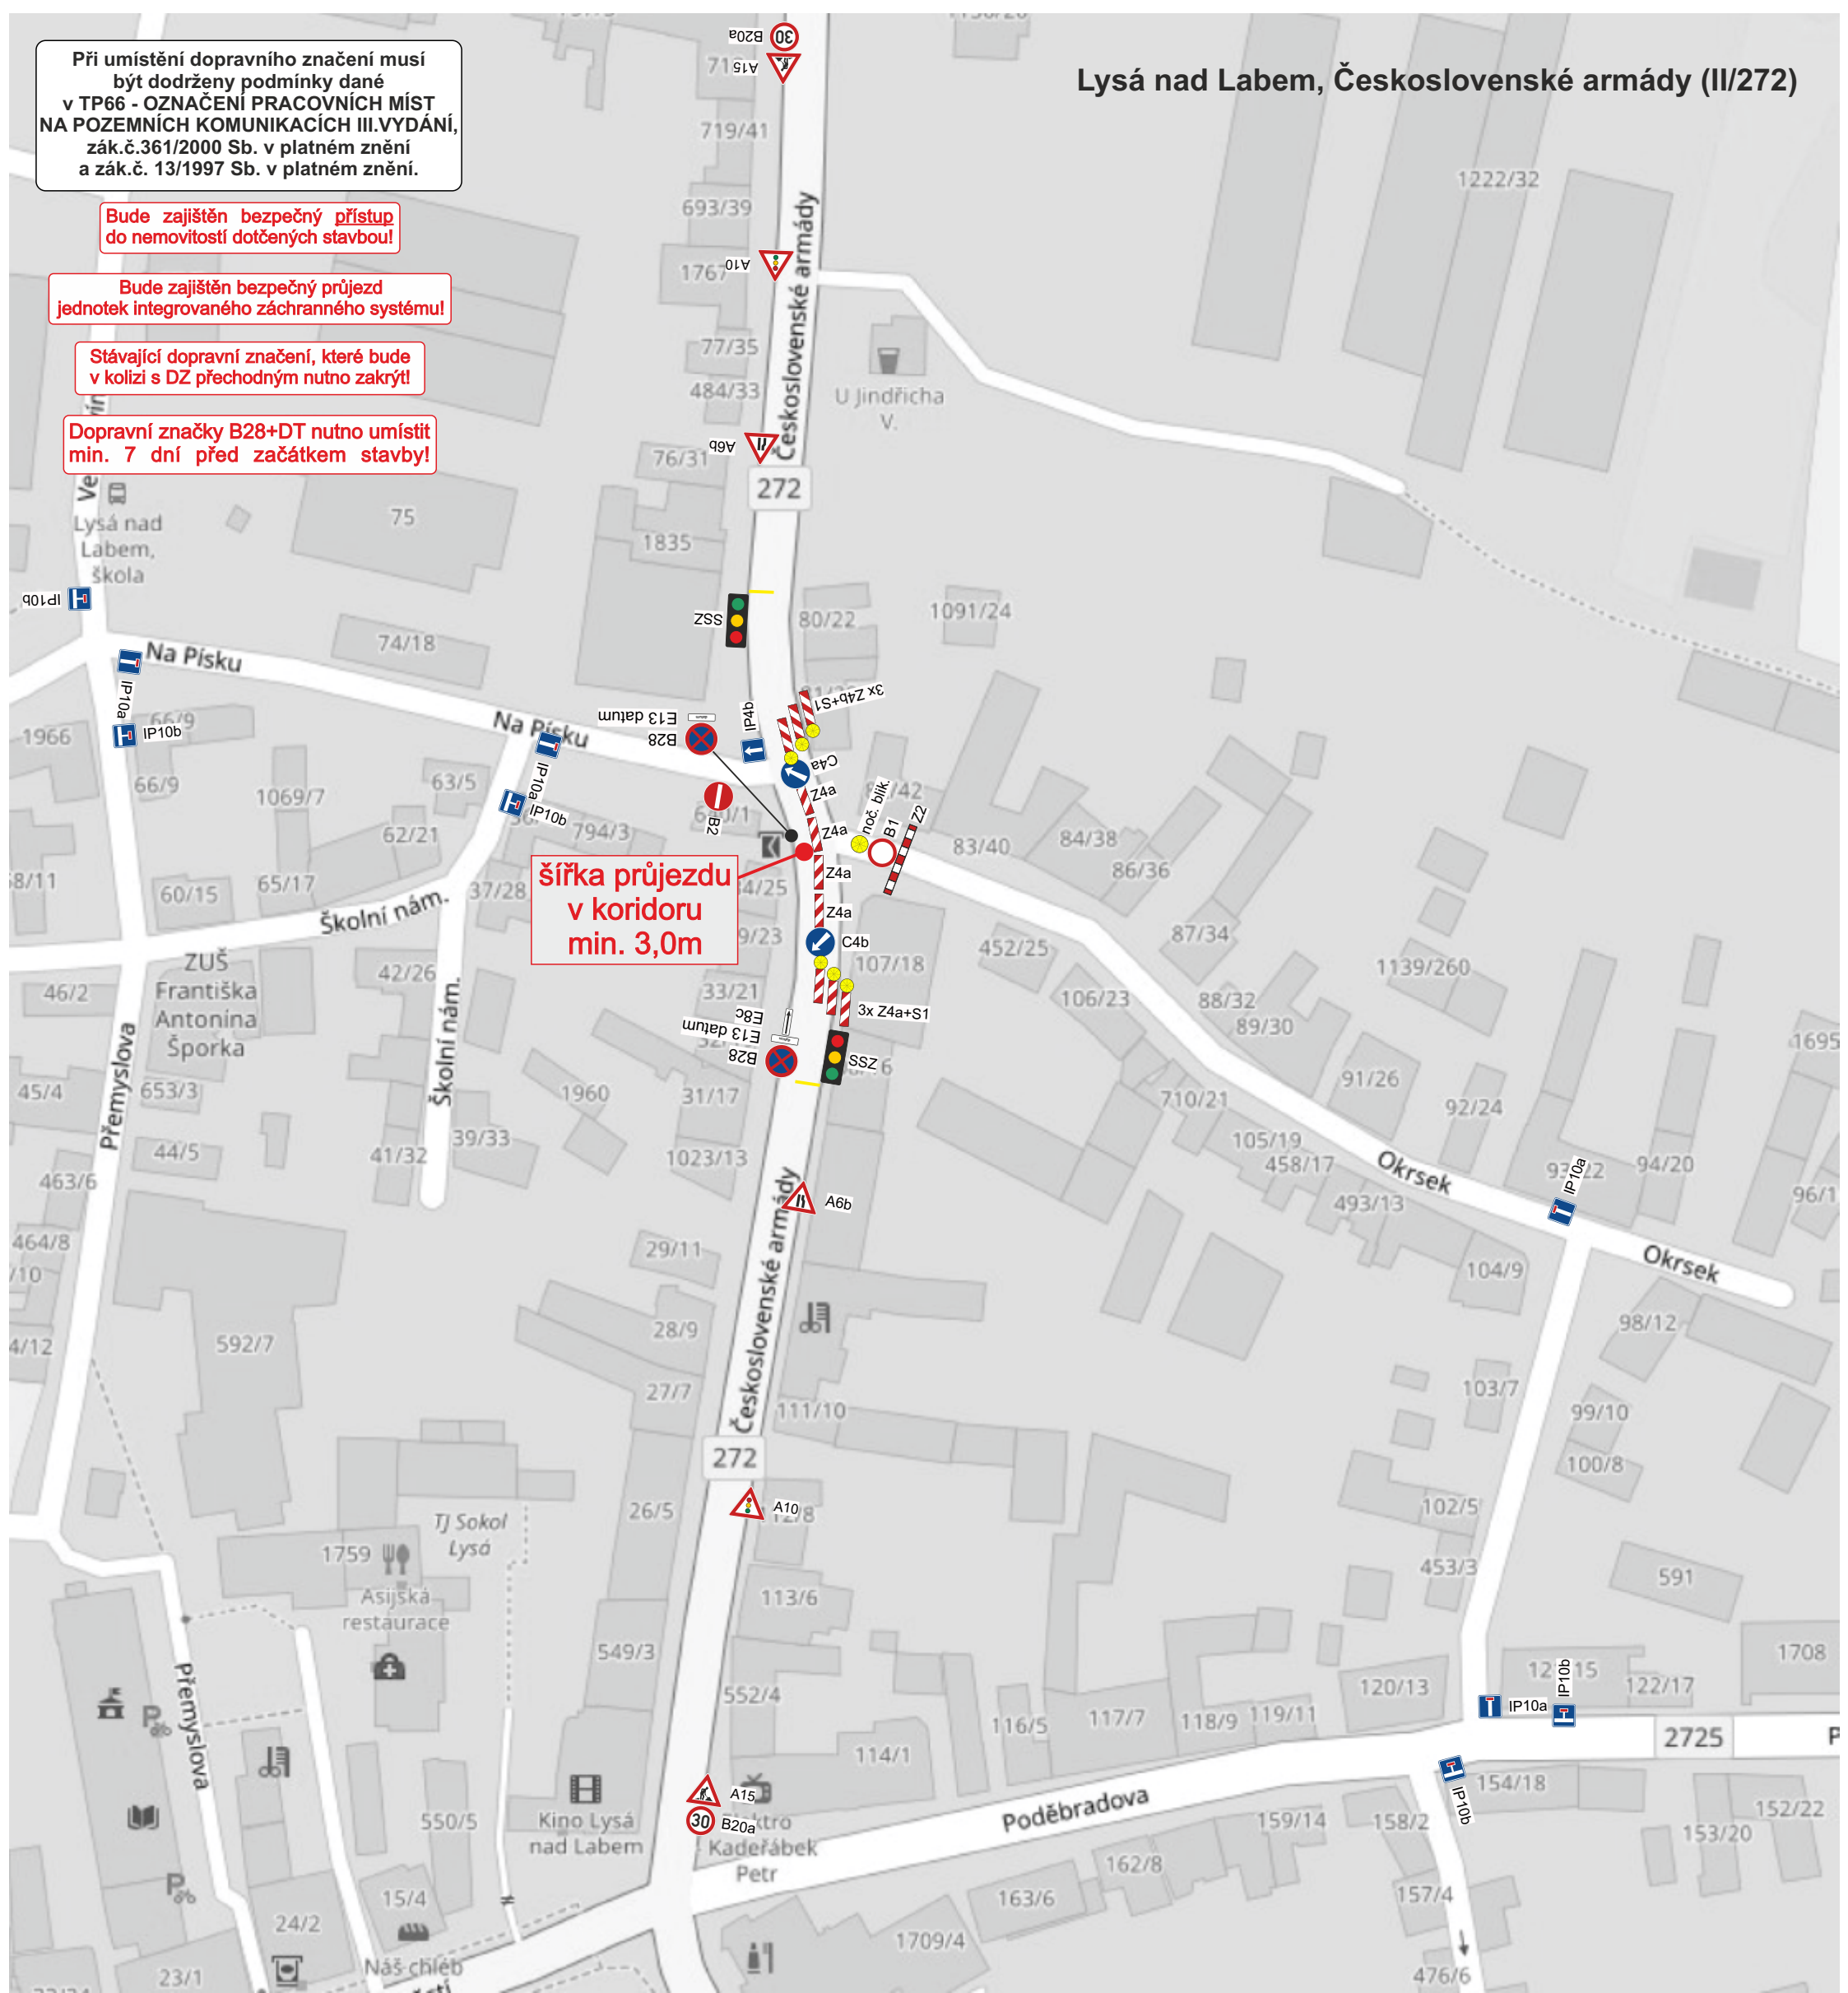 Lysá nad Labem, Československé armády (II/272)
Při umístění dopravního značení musí
být dodrženy podmínky dané
v TP66 - OZNAČENÍ PRACOVNÍCH MÍST
NA POZEMNÍCH KOMUNIKACÍCH III.VYDÁNÍ,
zák.č.361/2000 Sb. v platném znění
a zák.č. 13/1997 Sb. v platném znění.
Bude zajištěn bezpečný přístup
do nemovitostí dotčených stavbou!
Bude zajištěn bezpečný průjezd
jednotek integrovaného záchranného systému!
Stávající dopravní značení, které bude
v kolizi s DZ přechodným nutno zakrýt!
Dopravní značky B28+DT nutno umístit
min. 7 dní před začátkem stavby!
B20a
30
A15
719/41
1222/32
693/39
A10
1767
Československé armády
77/35
484/33
U Jindřicha
V.
A6b
76/31
272
75
1835
Lysá nad
Labem,
škola
IP10b
SSZ
80/22
1091/24
74/18
Na Písku
IP10a
66/9
IP10b
1966
Na Písku
E13 datum
B28
IP4b
3x Z4b+S1
C4a
Z4a
66/9
1069/7
63/5
IP10a
IP10b
794/3
B2
Z4a
noč. blik.
B1
Z2
62/21
83/40
84/38
86/36
60/15
65/17
37/28
Školní nám.
šířka průjezdu
v koridoru
min. 3,0m
Z4a
Z4a
C4b
107/18
452/25
87/34
1139/260
ZUŠ
Františka
Antonína
Šporka
42/26
46/2
33/21
106/23
88/32
89/30
E8c
E13 datum
B28
3x Z4a+S1
SSZ
Školní nám.
Přemyslova
1695
45/4
653/3
1960
31/17
710/21
91/26
92/24
44/5
41/32
39/33
1023/13
105/19
458/17
Okrsek
IP10a
94/20
463/6
A6b
493/13
464/8
29/11
Československé armády
104/9
Okrsek
592/7
28/9
98/12
27/7
111/10
103/7
99/10
272
100/8
26/5
A10
102/5
TJ Sokol
Lysá
1759
453/3
591
Asijská
restaurace
113/6
549/3
1708
Přemyslova
552/4
120/13
IP10b
122/17
IP10a
116/5
117/7
118/9
119/11
114/1
2725
IP10b
154/18
A15
30
B20a
Kadeřábek
Petr
Kino Lysá
nad Labem
550/5
Poděbradova
159/14
158/2
152/22
153/20
162/8
163/6
157/4
15/4
24/2
1709/4
Náš chléb
23/1
476/6